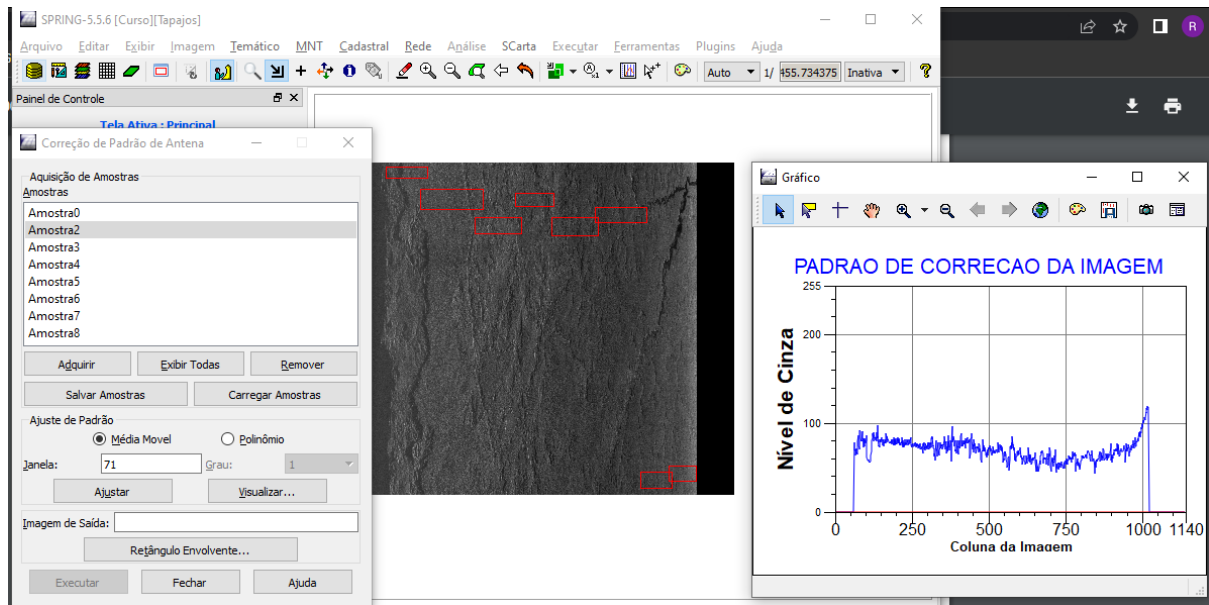 SPRING-5.5.6 [Curso][Tapajos]
Arquivo Editar Exibir Imagem Temático MNT Cadastral Rede Análise SCarta Executar Ferramentas Plugins Ajuda
Auto 1/ 455.734375 Inativa
R
Painel de Controle
Tela Ativa : Principal
Correção de Padrão de Antena
Aquisição de Amostras
Amostras
Amostra0
Amostra2
Amostra3
Amostra4
Amostra5
Amostra6
Amostra7
Amostra8
Adquirir Exibir Todas Remover
Salvar Amostras Carregar Amostras
Ajuste de Padrão
Média Movel Polinômio
Janela: 71 Grau: 1
Ajustar Visualizar...
Imagem de Saída:
Retângulo Envolvente...
Executar Fechar Ajuda
Gráfico
PADRAO DE CORRECAO DA IMAGEM
255
200
100
0
Nível de Cinza
0 250 500 750 1000 1140
Coluna da Imagem